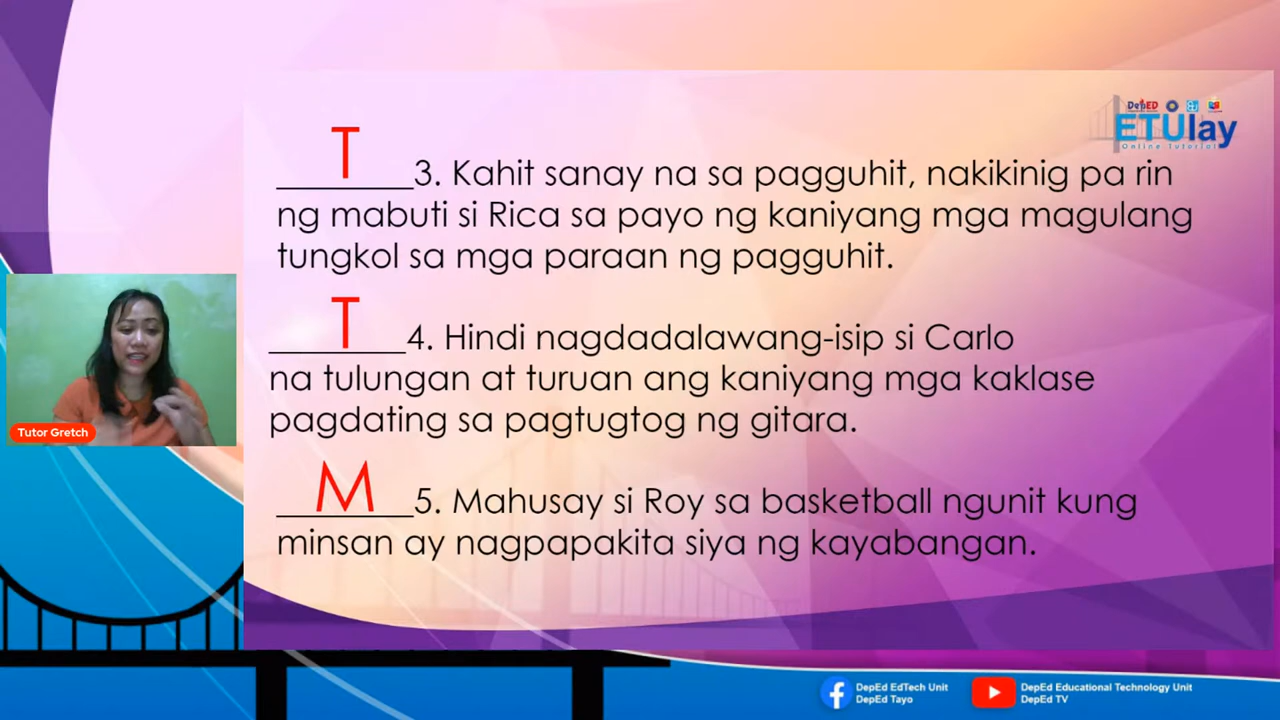 DepED
ETUlay
Online Tutorial
T
________3. Kahit sanay na sa pagguhit, nakikinig pa rin
ng mabuti si Rica sa payo ng kaniyang mga magulang
tungkol sa mga paraan ng pagguhit.
T
________4. Hindi nagdadalawang-isip si Carlo
na tulungan at turuan ang kaniyang mga kaklase
pagdating sa pagtugtog ng gitara.
M
________5. Mahusay si Roy sa basketball ngunit kung
minsan ay nagpapakita siya ng kayabangan.
Tutor Gretch
DepEd EdTech Unit
DepEd Tayo
DepEd Educational Technology Unit
DepEd TV